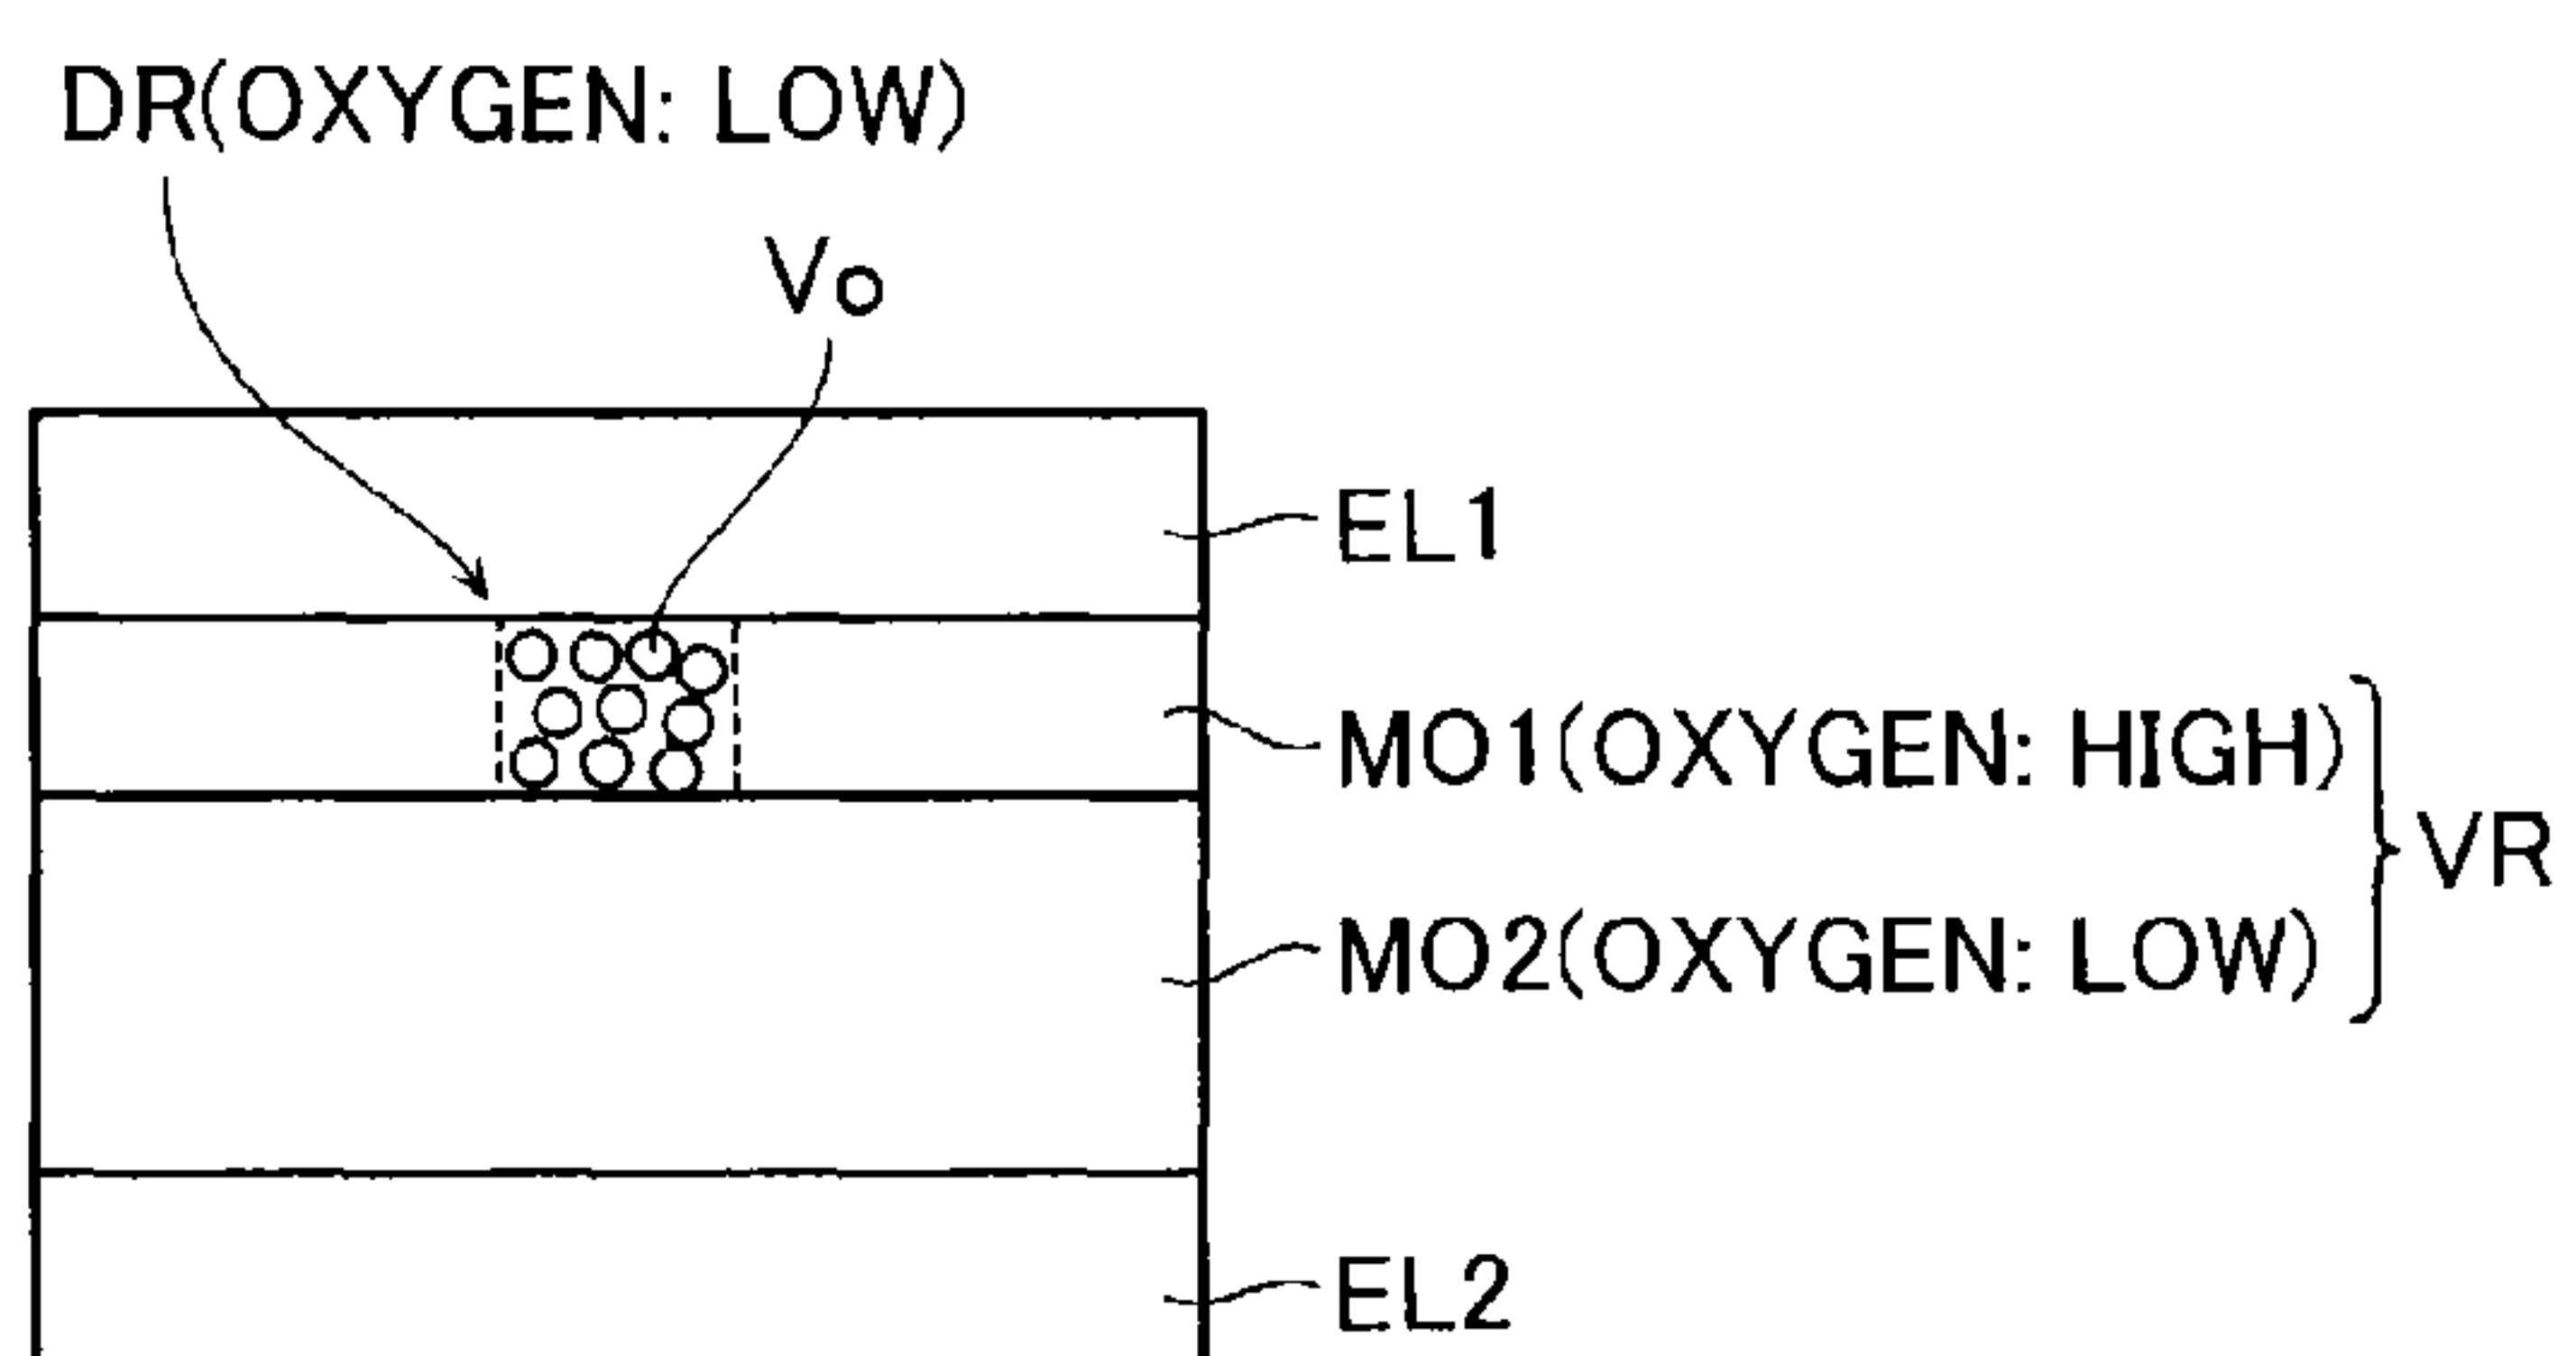 DR(OXYGEN: LOW)
Vo
EL1
MO1(OXYGEN: HIGH)
VR
MO2(OXYGEN: LOW)
EL2